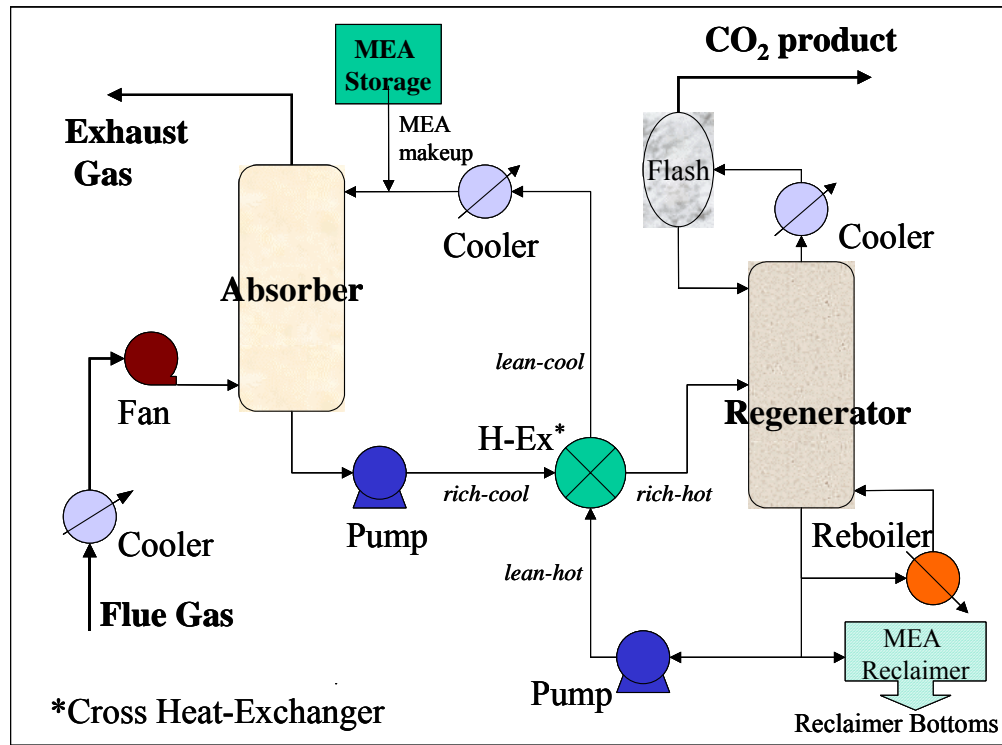 CO₂ product
MEA
Storage
Exhaust
Gas
MEA
makeup
Flash
Cooler
Cooler
Absorber
lean-cool
Fan
H-Ex*
Regenerator
rich-cool
rich-hot
Pump
Cooler
Reboiler
lean-hot
Flue Gas
MEA
Reclaimer
Pump
*Cross Heat-Exchanger
Reclaimer Bottoms